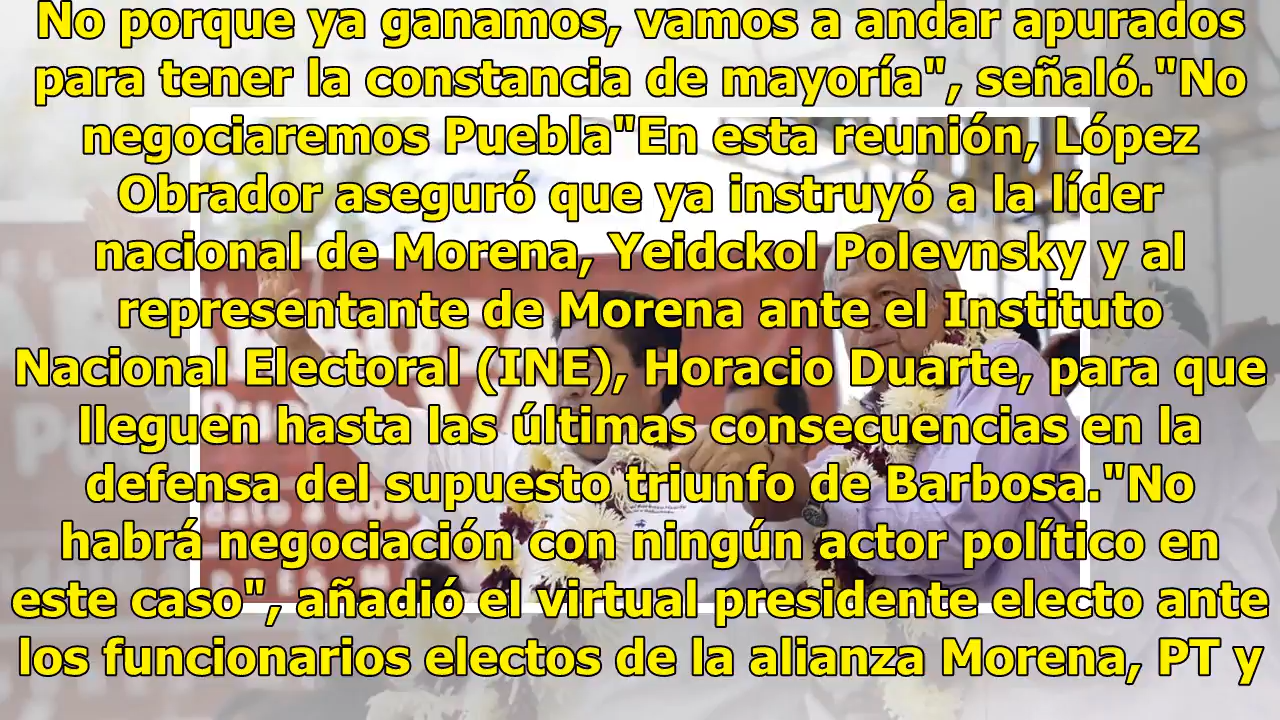 No porque ya ganamos, vamos a andar apurados
para tener la constancia de mayoría", señaló."No
negociaremos Puebla"En esta reunión, López
Obrador aseguró que ya instruyó a la líder
nacional de Morena, Yeidckol Polevnsky y al
representante de Morena ante el Instituto
Nacional Electoral (INE), Horacio Duarte, para que
lleguen hasta las últimas consecuencias en la
defensa del supuesto triunfo de Barbosa."No
habrá negociación con ningún actor político en
este caso", añadió el virtual presidente electo ante
los funcionarios electos de la alianza Morena, PT y